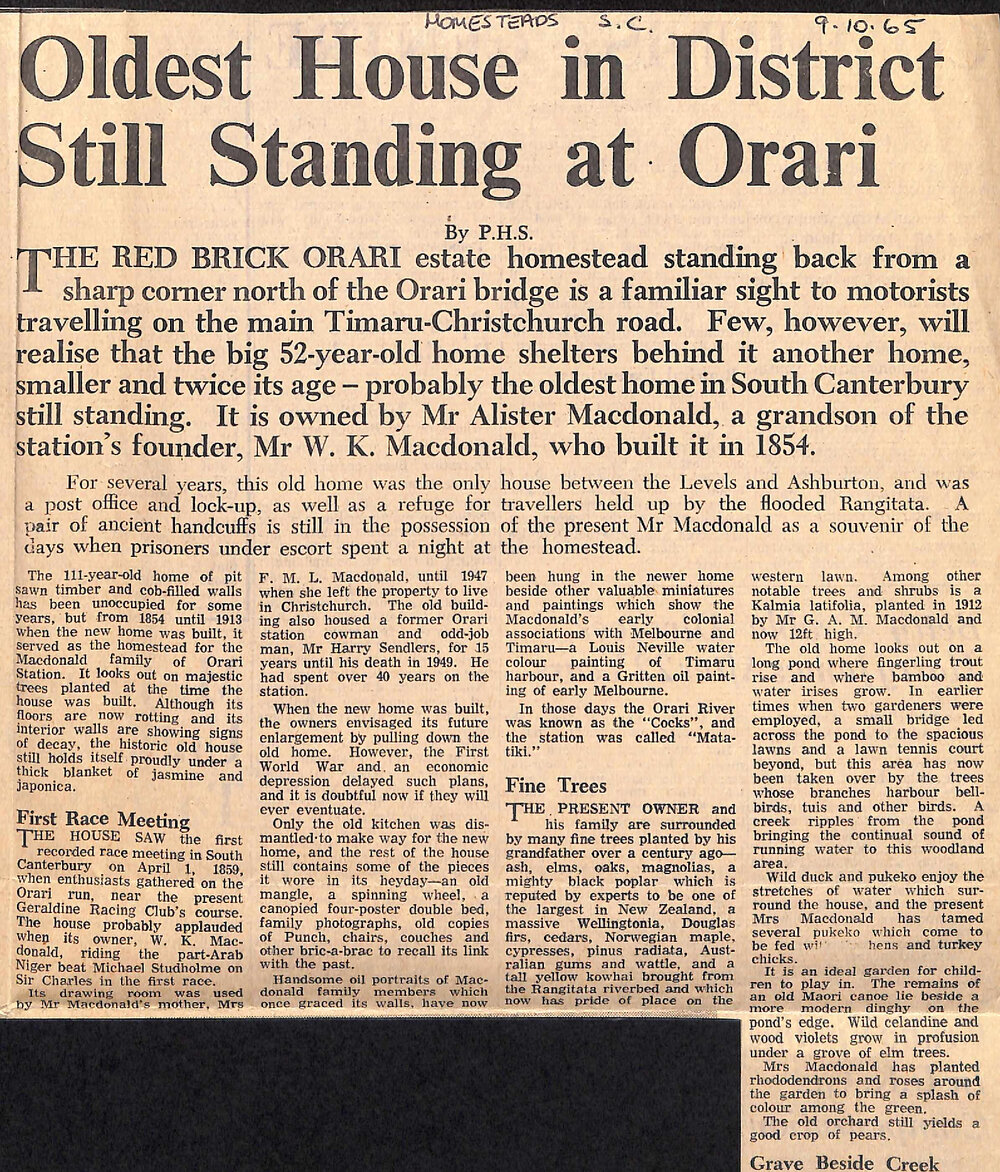 HOMESTEADS S.C. 9.10.65
Oldest House in District
Still Standing at Orari
By P.H.S.
THE RED BRICK ORARI estate homestead standing back from a
sharp corner north of the Orari bridge is a familiar sight to motorists
travelling on the main Timaru-Christchurch road. Few, however, will
realise that the big 52-year-old home shelters behind it another home,
smaller and twice its age — probably the oldest home in South Canterbury
still standing. It is owned by Mr Alister Macdonald, a grandson of the
station's founder, Mr W. K. Macdonald, who built it in 1854.
For several years, this old home was the only house between the Levels and Ashburton, and was
a post office and lock-up, as well as a refuge for travellers held up by the flooded Rangitata. A
pair of ancient handcuffs is still in the possession of the present Mr Macdonald as a souvenir of the
days when prisoners under escort spent a night at the homestead.
The 111-year-old home of pit
sawn timber and cob-filled walls
has been unoccupied for some
years, but from 1854 until 1913
when the new home was built, it
served as the homestead for the
Macdonald family of Orari
Station. It looks out on majestic
trees planted at the time the
house was built. Although its
floors are now rotting and its
interior walls are showing signs
of decay, the historic old house
still holds itself proudly under a
thick blanket of jasmine and
japonica.
First Race Meeting
THE HOUSE SAW the first
recorded race meeting in South
Canterbury on April 1, 1859,
when enthusiasts gathered on the
Orari run, near the present
Geraldine Racing Club's course.
The house probably applauded
when its owner, W. K. Mac-
donald, riding the part-Arab
Niger beat Michael Studholme on
Sir Charles in the first race.
Its drawing room was used
by Mr Macdonald's mother, Mrs
F. M. L. Macdonald, until 1947
when she left the property to live
in Christchurch. The old build-
ing also housed a former Orari
station cowman and odd-job
man, Mr Harry Sendlers, for 15
years until his death in 1949. He
had spent over 40 years on the
station.
When the new home was built,
the owners envisaged its future
enlargement by pulling down the
old home. However, the First
World War and an economic
depression delayed such plans,
and it is doubtful now if they will
ever eventuate.
Only the old kitchen was dis-
mantled to make way for the new
home, and the rest of the house
still contains some of the pieces
it wore in its heyday—an old
mangle, a spinning wheel, a
canopied four-poster double bed,
family photographs, old copies
of Punch, chairs, couches and
other bric-a-brac to recall its link
with the past.
Handsome oil portraits of Mac-
donald family members which
once graced its walls, have now
been hung in the newer home
beside other valuable miniatures
and paintings which show the
Macdonald's early colonial
associations with Melbourne and
Timaru—a Louis Neville water
colour painting of Timaru
harbour, and a Gritten oil paint-
ing of early Melbourne.
In those days the Orari River
was known as the "Cocks", and
the station was called "Mata-
tiki."
Fine Trees
THE PRESENT OWNER and
his family are surrounded
by many fine trees planted by his
grandfather over a century ago—
ash, elms, oaks, magnolias, a
mighty black poplar which is
reputed by experts to be one of
the largest in New Zealand, a
massive Wellingtonia, Douglas
firs, cedars, Norwegian maple,
cypresses, pinus radiata, Aust-
ralian gums and wattle, and a
tall yellow kowhai brought from
the Rangitata riverbed and which
now has pride of place on the
western lawn. Among other
notable trees and shrubs is a
Kalmia latifolia, planted in 1912
by Mr G. A. M. Macdonald and
now 12ft high.
The old home looks out on a
long pond where fingerling trout
rise and where bamboo and
water irises grow. In earlier
times when two gardeners were
employed, a small bridge led
across the pond to the spacious
lawns and a lawn tennis court
beyond, but this area has now
been taken over by the trees
whose branches harbour bell-
birds, tuis and other birds. A
creek ripples from the pond
bringing the continual sound of
running water to this woodland
area.
Wild duck and pukeko enjoy the
stretches of water which sur-
round the house, and the present
Mrs Macdonald has tamed
several pukeko which come to
be fed hens and turkey
chicks.
It is an ideal garden for child-
ren to play in. The remains of
an old Maori canoe lie beside a
more modern dinghy on the
pond's edge. Wild celandine and
wood violets grow in profusion
under a grove of elm trees.
Mrs Macdonald has planted
rhododendrons and roses around
the garden to bring a splash of
colour among the green.
The old orchard still yields a
good crop of pears.
Grave Beside Creek